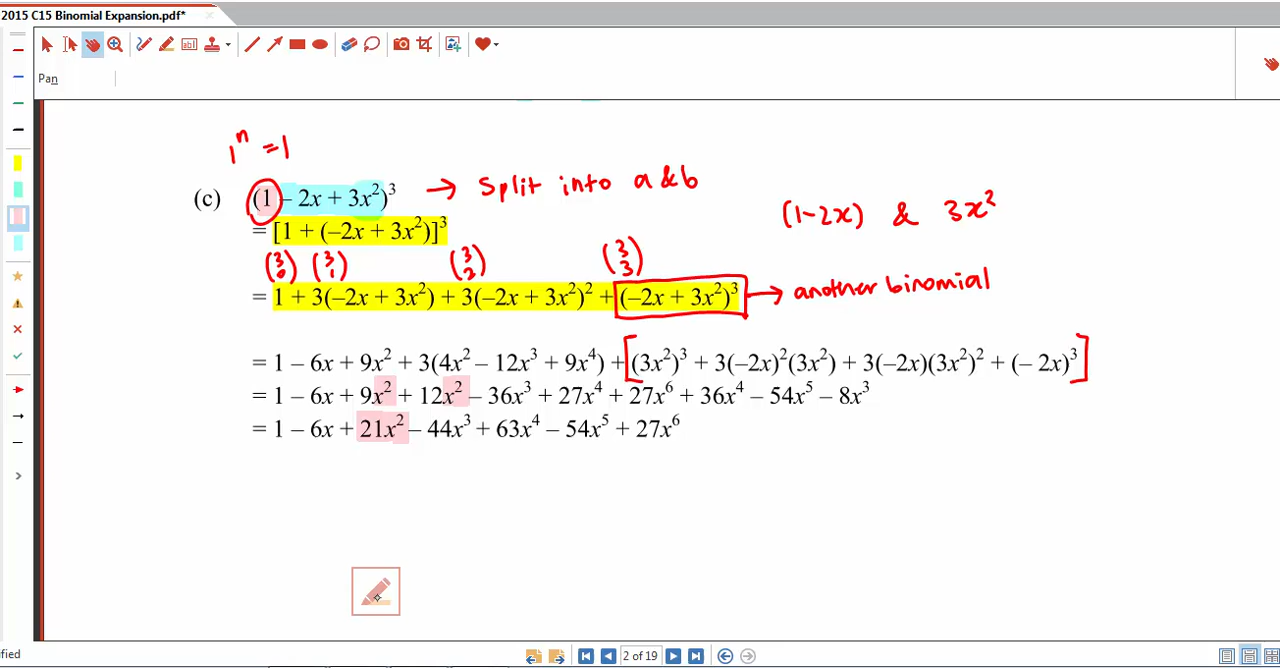 2015 C15 Binomial Expansion.pdf*
Pan
1ⁿ = 1
(c) (1 – 2x + 3x²)³ → Split into a & b
(1-2x) & 3x²
= [1 + (–2x + 3x²)]³
(3 0) (3 1) (3 2) (3 3)
= 1 + 3(–2x + 3x²) + 3(–2x + 3x²)² + (–2x + 3x²)³ → another binomial
= 1 – 6x + 9x² + 3(4x² – 12x³ + 9x⁴) + [(3x²)³ + 3(–2x)²(3x²) + 3(–2x)(3x²)² + (– 2x)³]
= 1 – 6x + 9x² + 12x² – 36x³ + 27x⁴ + 27x⁶ + 36x⁴ – 54x⁵ – 8x³
= 1 – 6x + 21x² – 44x³ + 63x⁴ – 54x⁵ + 27x⁶
ified
2 of 19